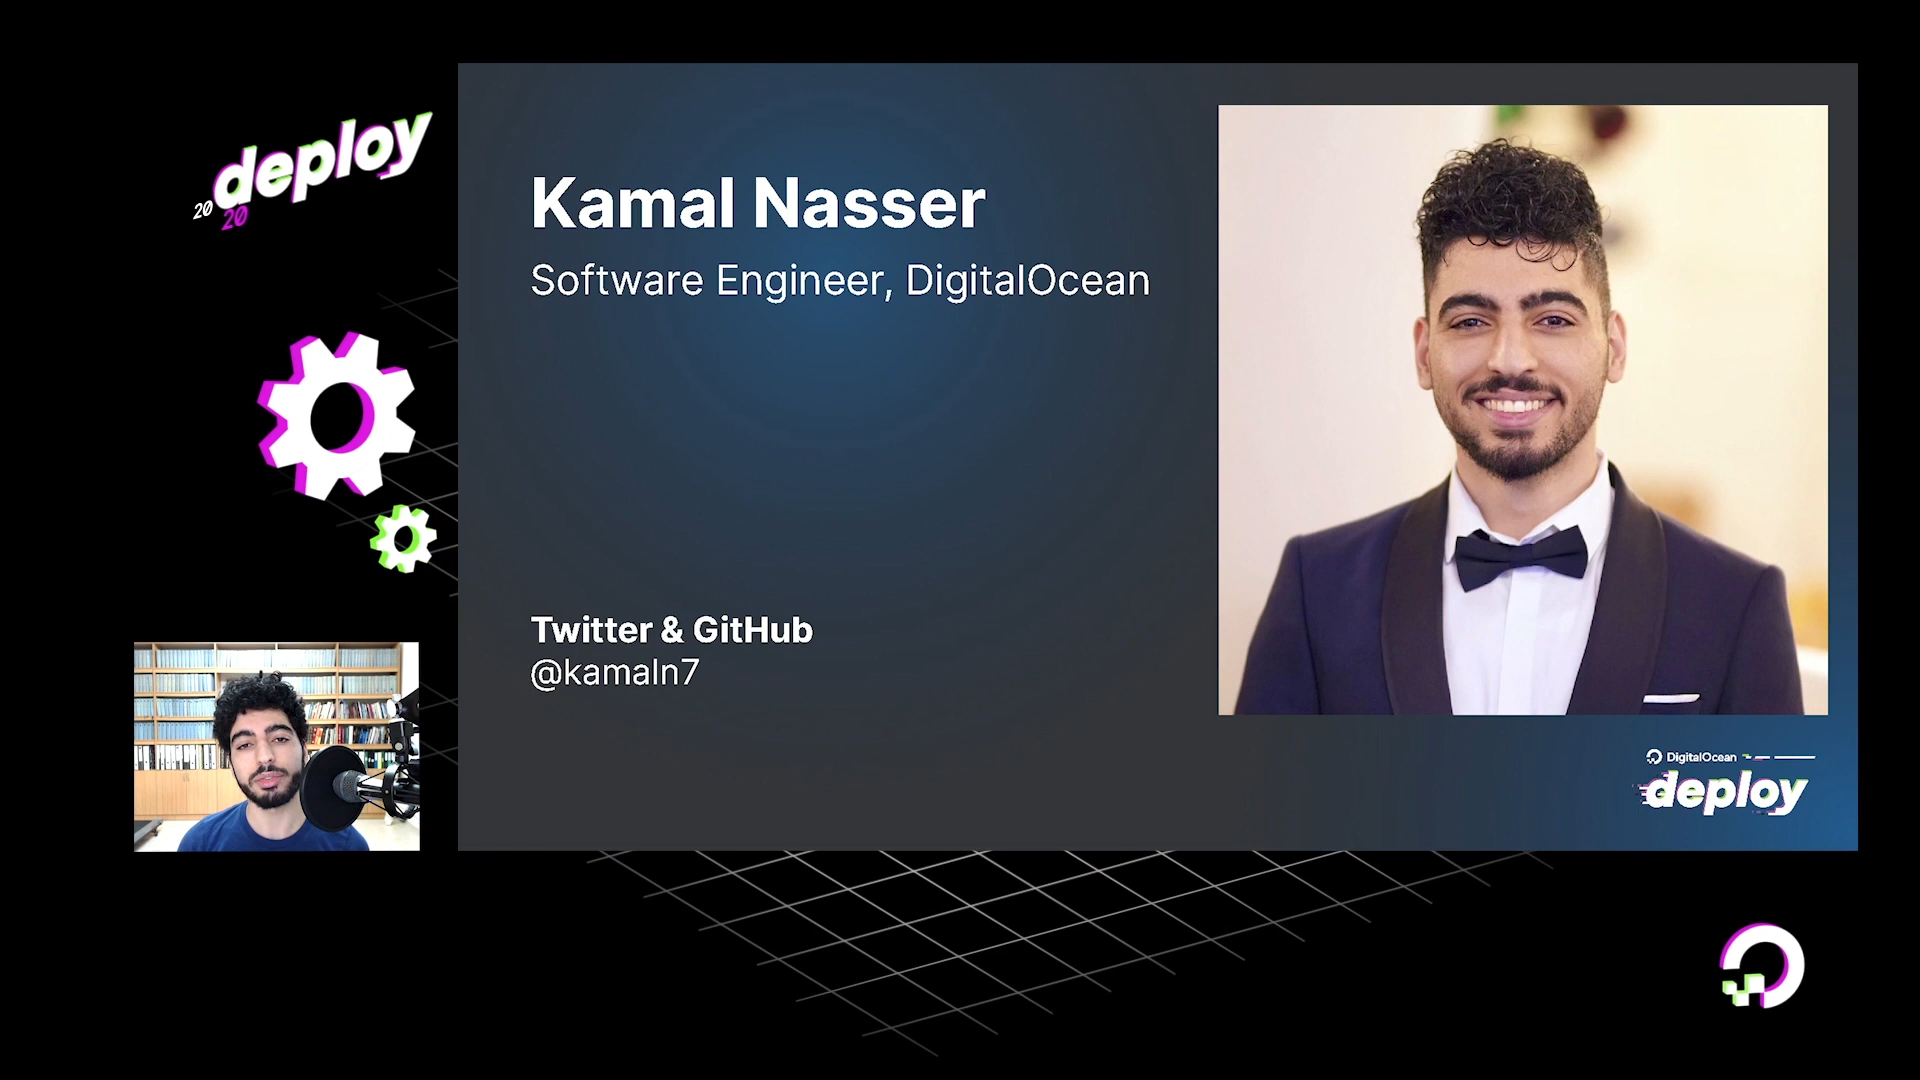 deploy
20
20
Kamal Nasser
Software Engineer, DigitalOcean
Twitter & GitHub
@kamaln7
DigitalOcean
deploy